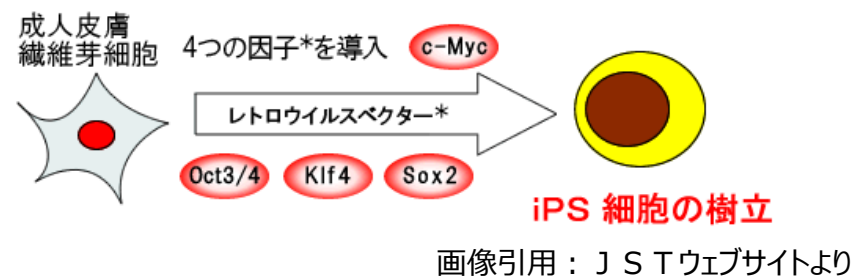 成人皮膚
繊維芽細胞
4つの因子*を導入
c-Myc
レトロウイルスベクター*
Oct3/4
Klf4
Sox2
iPS 細胞の樹立
画像引用：ＪＳＴウェブサイトより